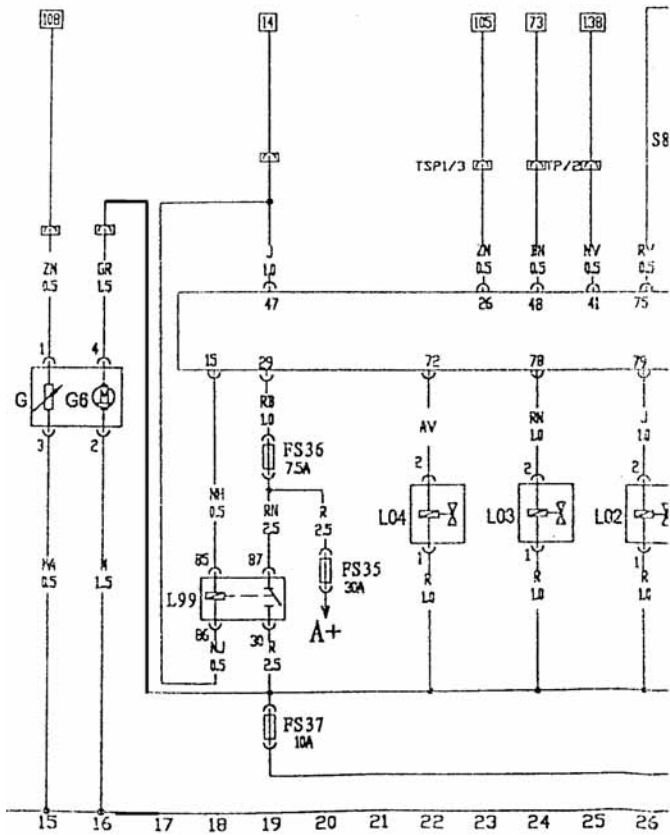 108 14 105 73 138
S8
TSP1/3 TP/2
ZN GR J ZN BN NV RV
0.5 1.5 1.0 0.5 0.5 0.5 0.5
47 26 48 41 75
1 4 15 29 72 78 79
G G6 M
RB AV RN J
1.0 1.0 1.0
3 2
FS36
7.5A
2 2 2
NH RN R
0.5 2.5 2.5
L04 L03 L02
85 87 FS35
30A
1 1 1
NA N
0.5 1.5
L99
R R R
1.0 1.0 1.0
86 30 A+
NJ R
0.5 2.5
FS37
10A
15 16 17 18 19 20 21 22 23 24 25 26